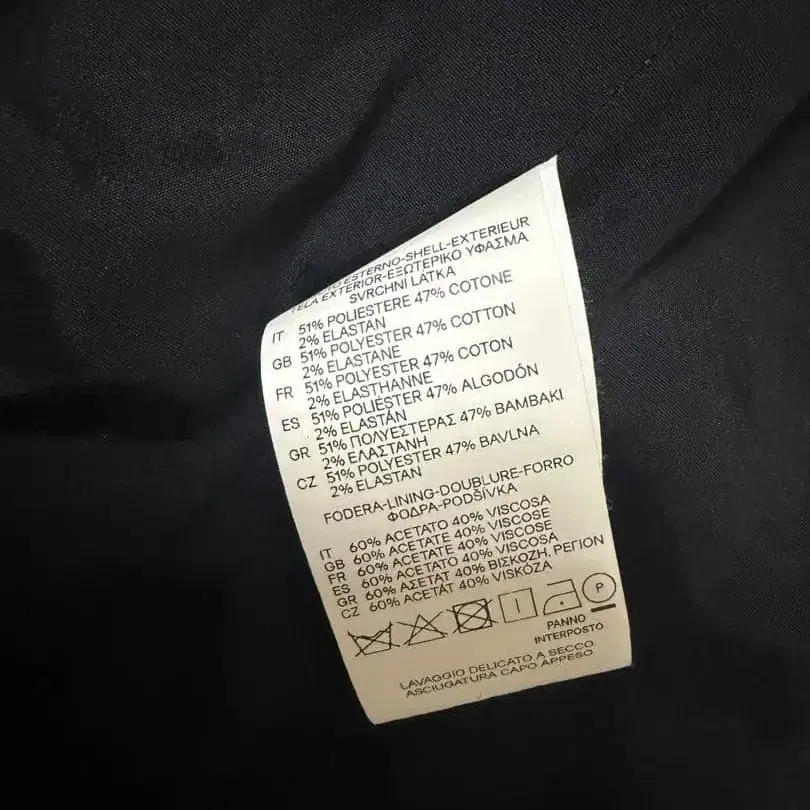 ESTERNO-SHELL-EXTERIEUR
TELA EXTERIOR-ΕΞΩΤΕΡΙΚΟ ΥΦΑΣΜΑ
SVRCHNI LÁTKA
IT 51% POLIESTERE 47% COTONE
2% ELASTAN
GB 51% POLYESTER 47% COTTON
2% ELASTANE
FR 51% POLYESTER 47% COTON
2% ELASTHANNE
ES 51% POLIÉSTER 47% ALGODÓN
2% ELASTÁN
GR 51% ΠΟΛΥΕΣΤΕΡΑΣ 47% ΒΑΜΒΑΚΙ
2% ΕΛΑΣΤΑΝΗ
CZ 51% POLYESTER 47% BAVLNA
2% ELASTAN
FODERA-LINING-DOUBLURE-FORRO
ΦΟΔΡΑ-PODŠÍVKA
IT 60% ACETATO 40% VISCOSA
GB 60% ACETATE 40% VISCOSE
FR 60% ACETATE 40% VISCOSE
ES 60% ACETATO 40% VISCOSA
GR 60% ΑΣΕΤΑΤ 40% ΒΙΣΚΟΖΗ, ΡΕΓΙΟΝ
CZ 60% ACETÁT 40% VISKÓZA
P
PANNO
INTERPOSTO
LAVAGGIO DELICATO A SECCO
ASCIUGATURA CAPO APPESO